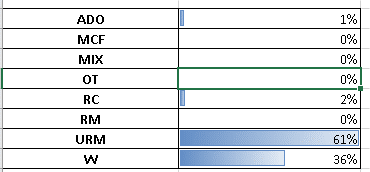 ADO 1%
MCF 0%
MIX 0%
OT 0%
RC 2%
RM 0%
URM 61%
W 36%